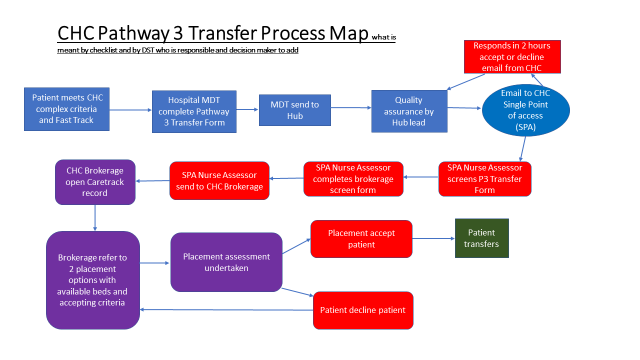 CHC Pathway 3 Transfer Process Map what is
meant by checklist and by DST who is responsible and decision maker to add
Responds in 2 hours
accept or decline
email from CHC
Patient meets CHC
complex criteria
and Fast Track
Hospital MDT
complete Pathway
3 Transfer Form
MDT send to
Hub
Quality
assurance by
Hub lead
Email to CHC
Single Point
of access
(SPA)
CHC Brokerage
open Caretrack
record
SPA Nurse Assessor
send to CHC Brokerage
SPA Nurse Assessor
completes brokerage
screen form
SPA Nurse Assessor
screens P3 Transfer
Form
Brokerage refer to
2 placement
options with
available beds and
accepting criteria
Placement assessment
undertaken
Placement accept
patient
Patient
transfers
Patient decline patient